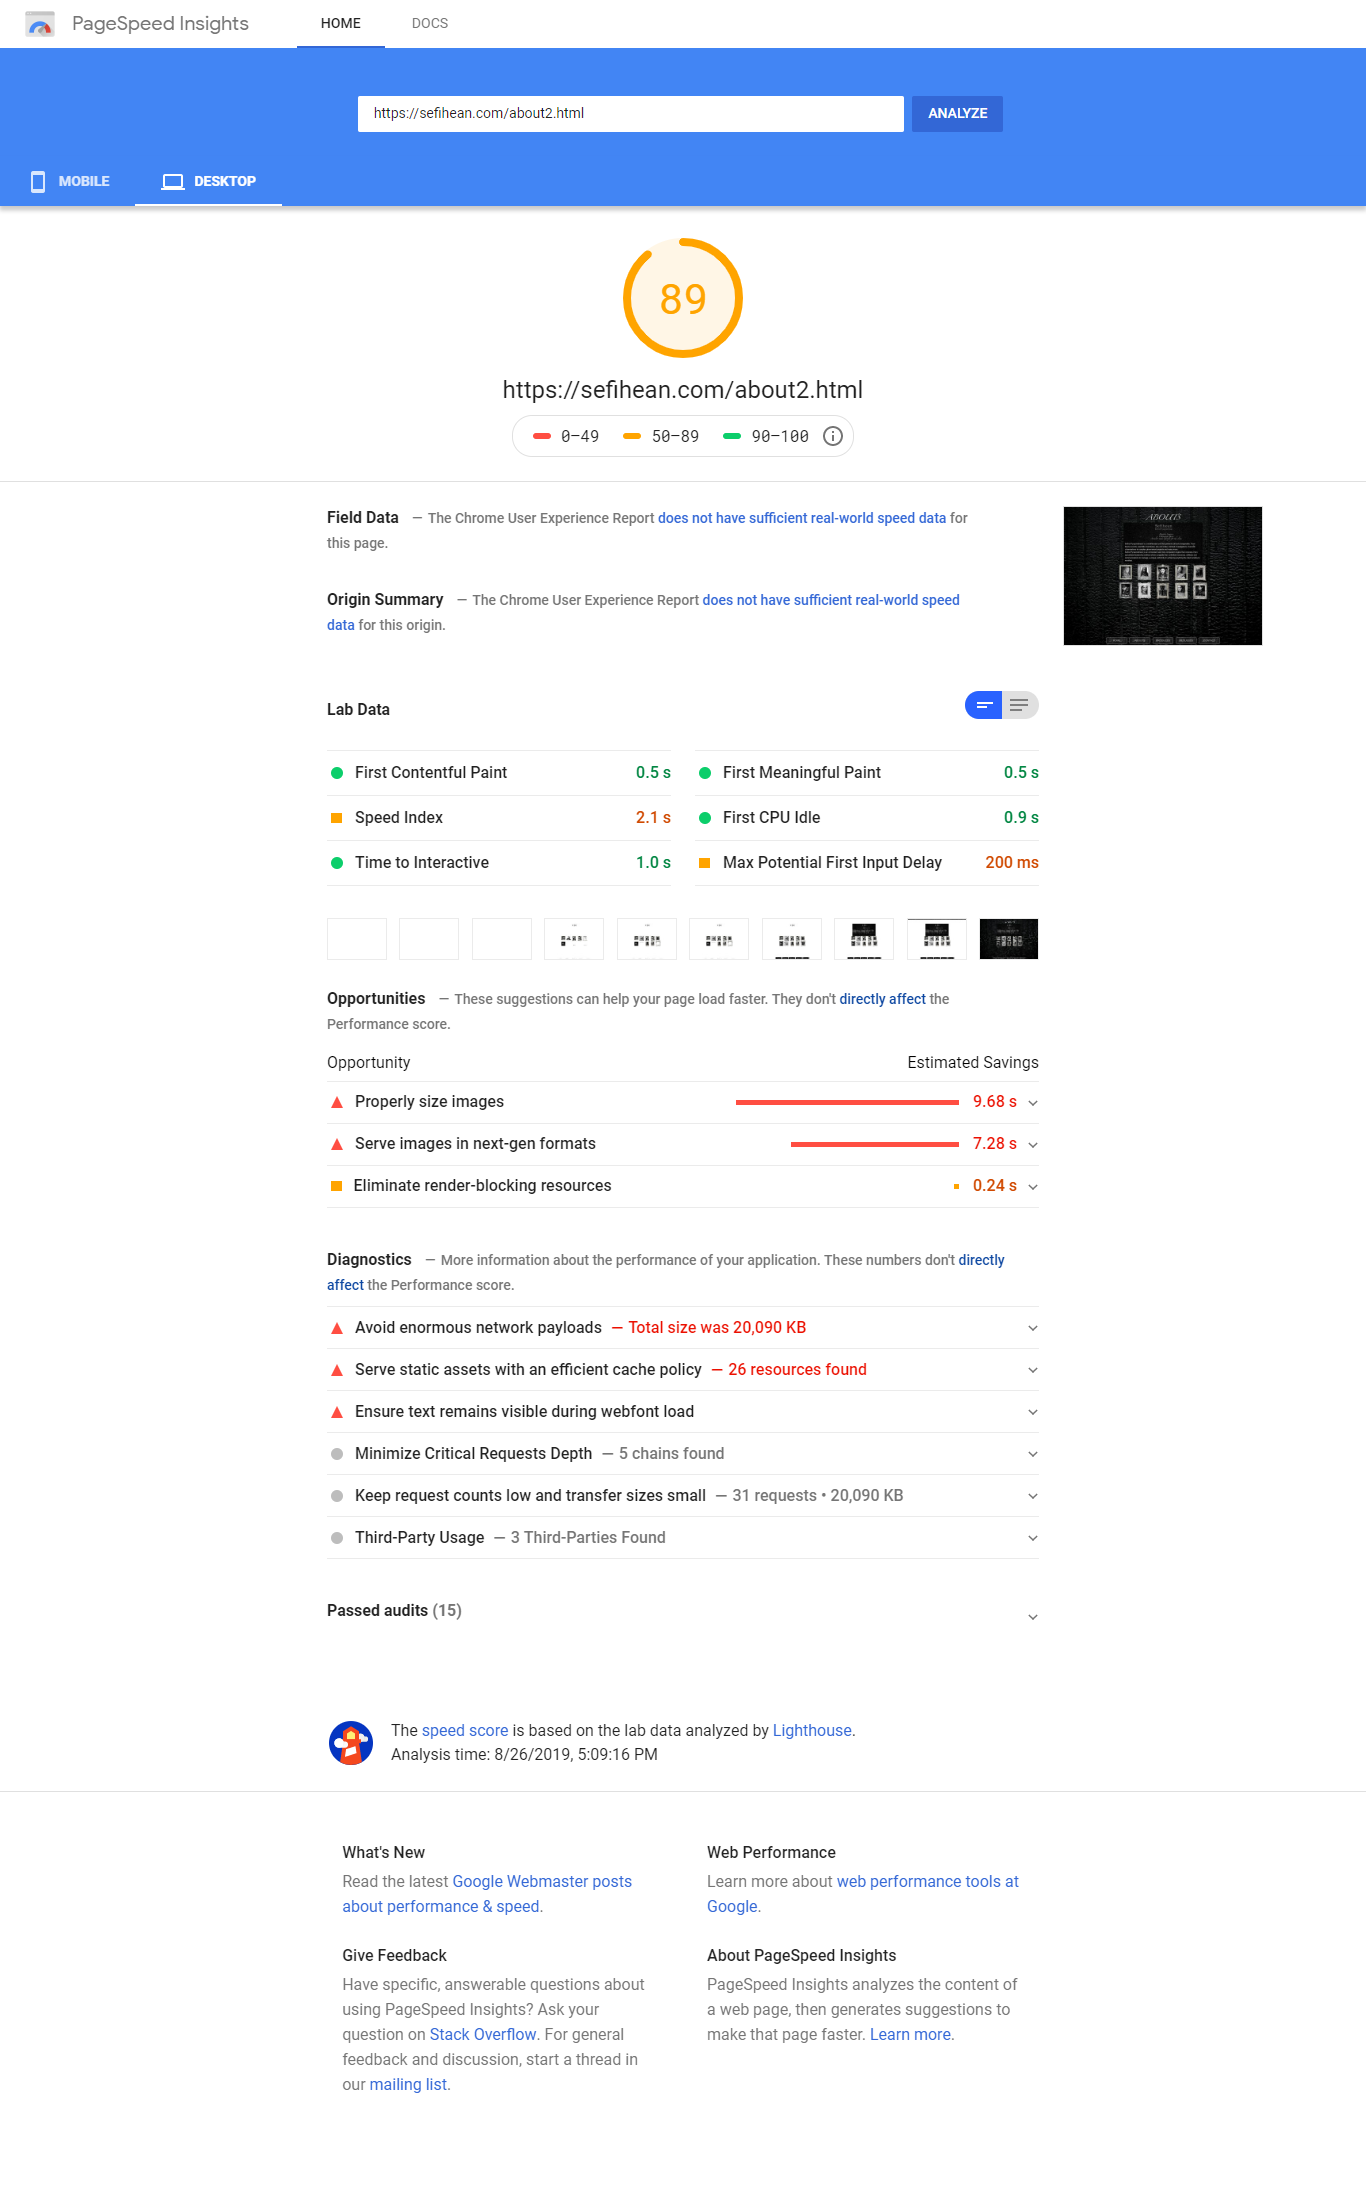 PageSpeed Insights
HOME
DOCS
https://sefihean.com/about2.html
ANALYZE
MOBILE
DESKTOP
89
https://sefihean.com/about2.html
0–49
50–89
90–100
Field Data — The Chrome User Experience Report does not have sufficient real-world speed data for
this page.
ABOUTS
Origin Summary — The Chrome User Experience Report does not have sufficient real-world speed
data for this origin.
Lab Data
First Contentful Paint 0.5 s
First Meaningful Paint 0.5 s
Speed Index 2.1 s
First CPU Idle 0.9 s
Time to Interactive 1.0 s
Max Potential First Input Delay 200 ms
Opportunities — These suggestions can help your page load faster. They don't directly affect the
Performance score.
Opportunity Estimated Savings
Properly size images 9.68 s
Serve images in next-gen formats 7.28 s
Eliminate render-blocking resources 0.24 s
Diagnostics — More information about the performance of your application. These numbers don't directly
affect the Performance score.
Avoid enormous network payloads — Total size was 20,090 KB
Serve static assets with an efficient cache policy — 26 resources found
Ensure text remains visible during webfont load
Minimize Critical Requests Depth — 5 chains found
Keep request counts low and transfer sizes small — 31 requests • 20,090 KB
Third-Party Usage — 3 Third-Parties Found
Passed audits (15)
The speed score is based on the lab data analyzed by Lighthouse.
Analysis time: 8/26/2019, 5:09:16 PM
What's New
Read the latest Google Webmaster posts
about performance & speed.
Web Performance
Learn more about web performance tools at
Google.
Give Feedback
Have specific, answerable questions about
using PageSpeed Insights? Ask your
question on Stack Overflow. For general
feedback and discussion, start a thread in
our mailing list.
About PageSpeed Insights
PageSpeed Insights analyzes the content of
a web page, then generates suggestions to
make that page faster. Learn more.